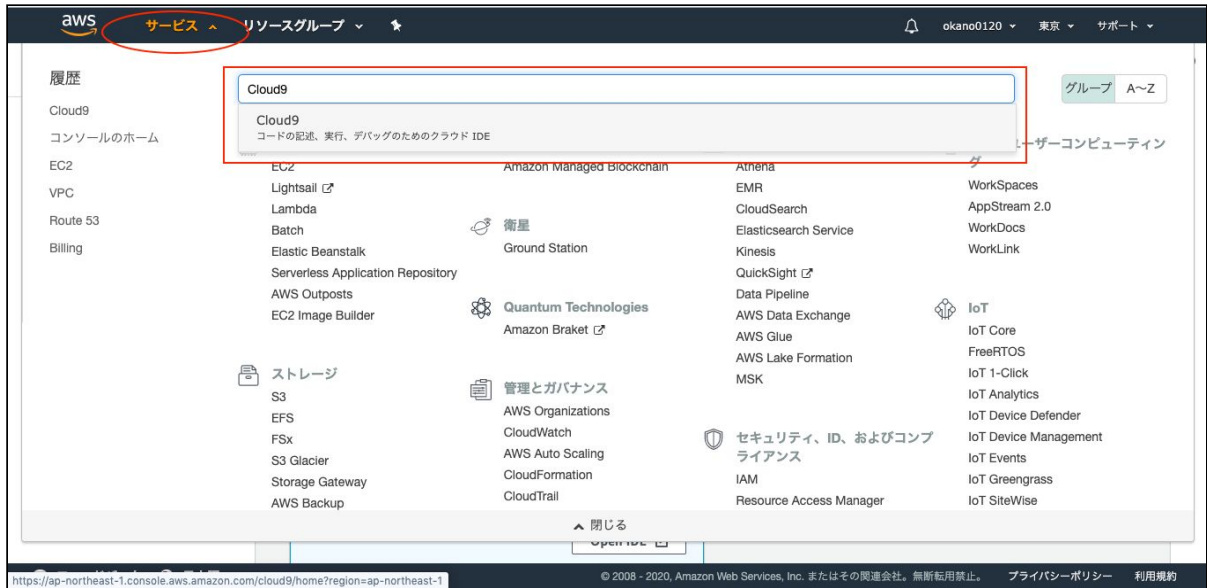 aws サービス リソースグループ okano0120 東京 サポート
履歴
Cloud9
コンソールのホーム
EC2
VPC
Route 53
Billing
Cloud9
グループ A〜Z
Cloud9
コードの記述、実行、デバッグのためのクラウド IDE
EC2
Lightsail
Lambda
Batch
Elastic Beanstalk
Serverless Application Repository
AWS Outposts
EC2 Image Builder
ストレージ
S3
EFS
FSx
S3 Glacier
Storage Gateway
AWS Backup
Amazon Managed Blockchain
衛星
Ground Station
Quantum Technologies
Amazon Braket
管理とガバナンス
AWS Organizations
CloudWatch
AWS Auto Scaling
CloudFormation
CloudTrail
Athena
EMR
CloudSearch
Elasticsearch Service
Kinesis
QuickSight
Data Pipeline
AWS Data Exchange
AWS Glue
AWS Lake Formation
MSK
セキュリティ、ID、およびコンプ
ライアンス
IAM
Resource Access Manager
ーザーコンピューティン
グ
WorkSpaces
AppStream 2.0
WorkDocs
WorkLink
IoT
IoT Core
FreeRTOS
IoT 1-Click
IoT Analytics
IoT Device Defender
IoT Device Management
IoT Events
IoT Greengrass
IoT SiteWise
閉じる
Open IDE
https://ap-northeast-1.console.aws.amazon.com/cloud9/home?region=ap-northeast-1
© 2008 - 2020, Amazon Web Services, Inc. またはその関連会社。無断転用禁止。 プライバシーポリシー 利用規約